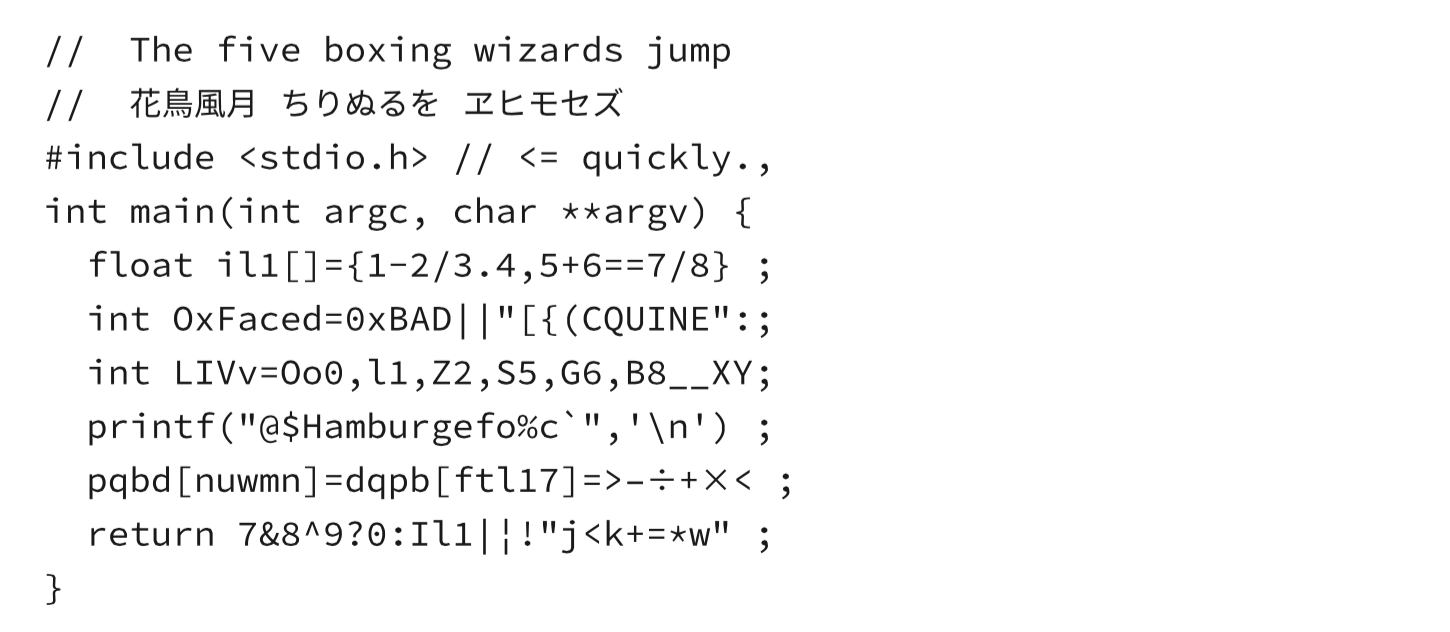 //  The five boxing wizards jump
//  花鳥風月 ちりぬるを ヱヒモセズ
#include <stdio.h> // <= quickly.,
int main(int argc, char **argv) {
  float il1[]={1-2/3.4,5+6==7/8} ;
  int OxFaced=0xBAD||"[{(CQUINE":;
  int LIVv=Oo0,l1,Z2,S5,G6,B8__XY;
  printf("@$Hamburgefo%c`",'\n') ;
  pqbd[nuwmn]=dqpb[ftl17]=>-÷+×< ;
  return 7&8^9?0:Il1|¦!"j<k+=*w" ;
}